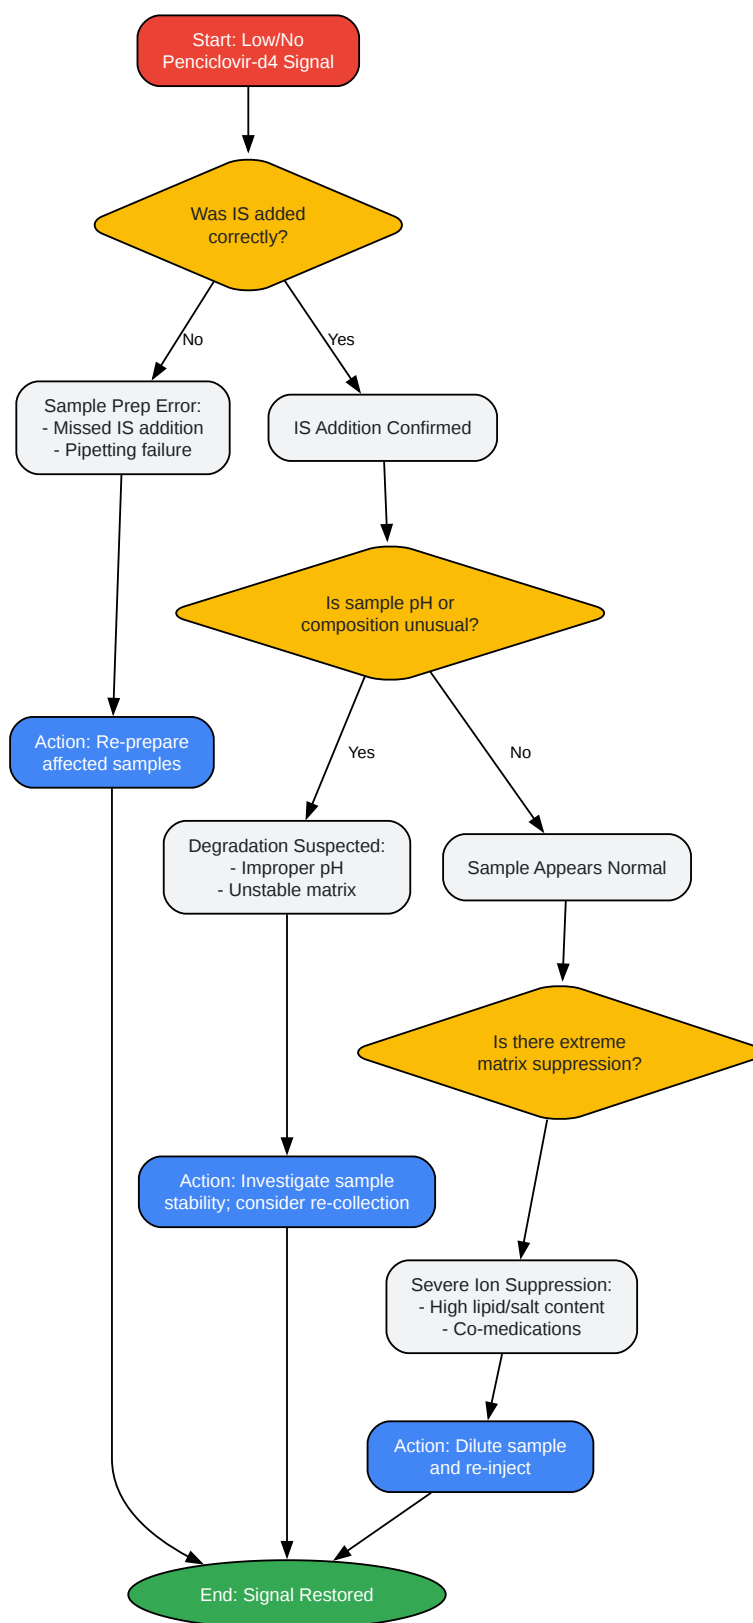 Start: Low/No
Penciclovir-d4 Signal
Was IS added
correctly?
No
Yes
Sample Prep Error:
- Missed IS addition
- Pipetting failure
IS Addition Confirmed
Is sample pH or
composition unusual?
Action: Re-prepare
affected samples
Yes
No
Degradation Suspected:
- Improper pH
- Unstable matrix
Sample Appears Normal
Is there extreme
matrix suppression?
Action: Investigate sample
stability; consider re-collection
Severe Ion Suppression:
- High lipid/salt content
- Co-medications
Action: Dilute sample
and re-inject
End: Signal Restored